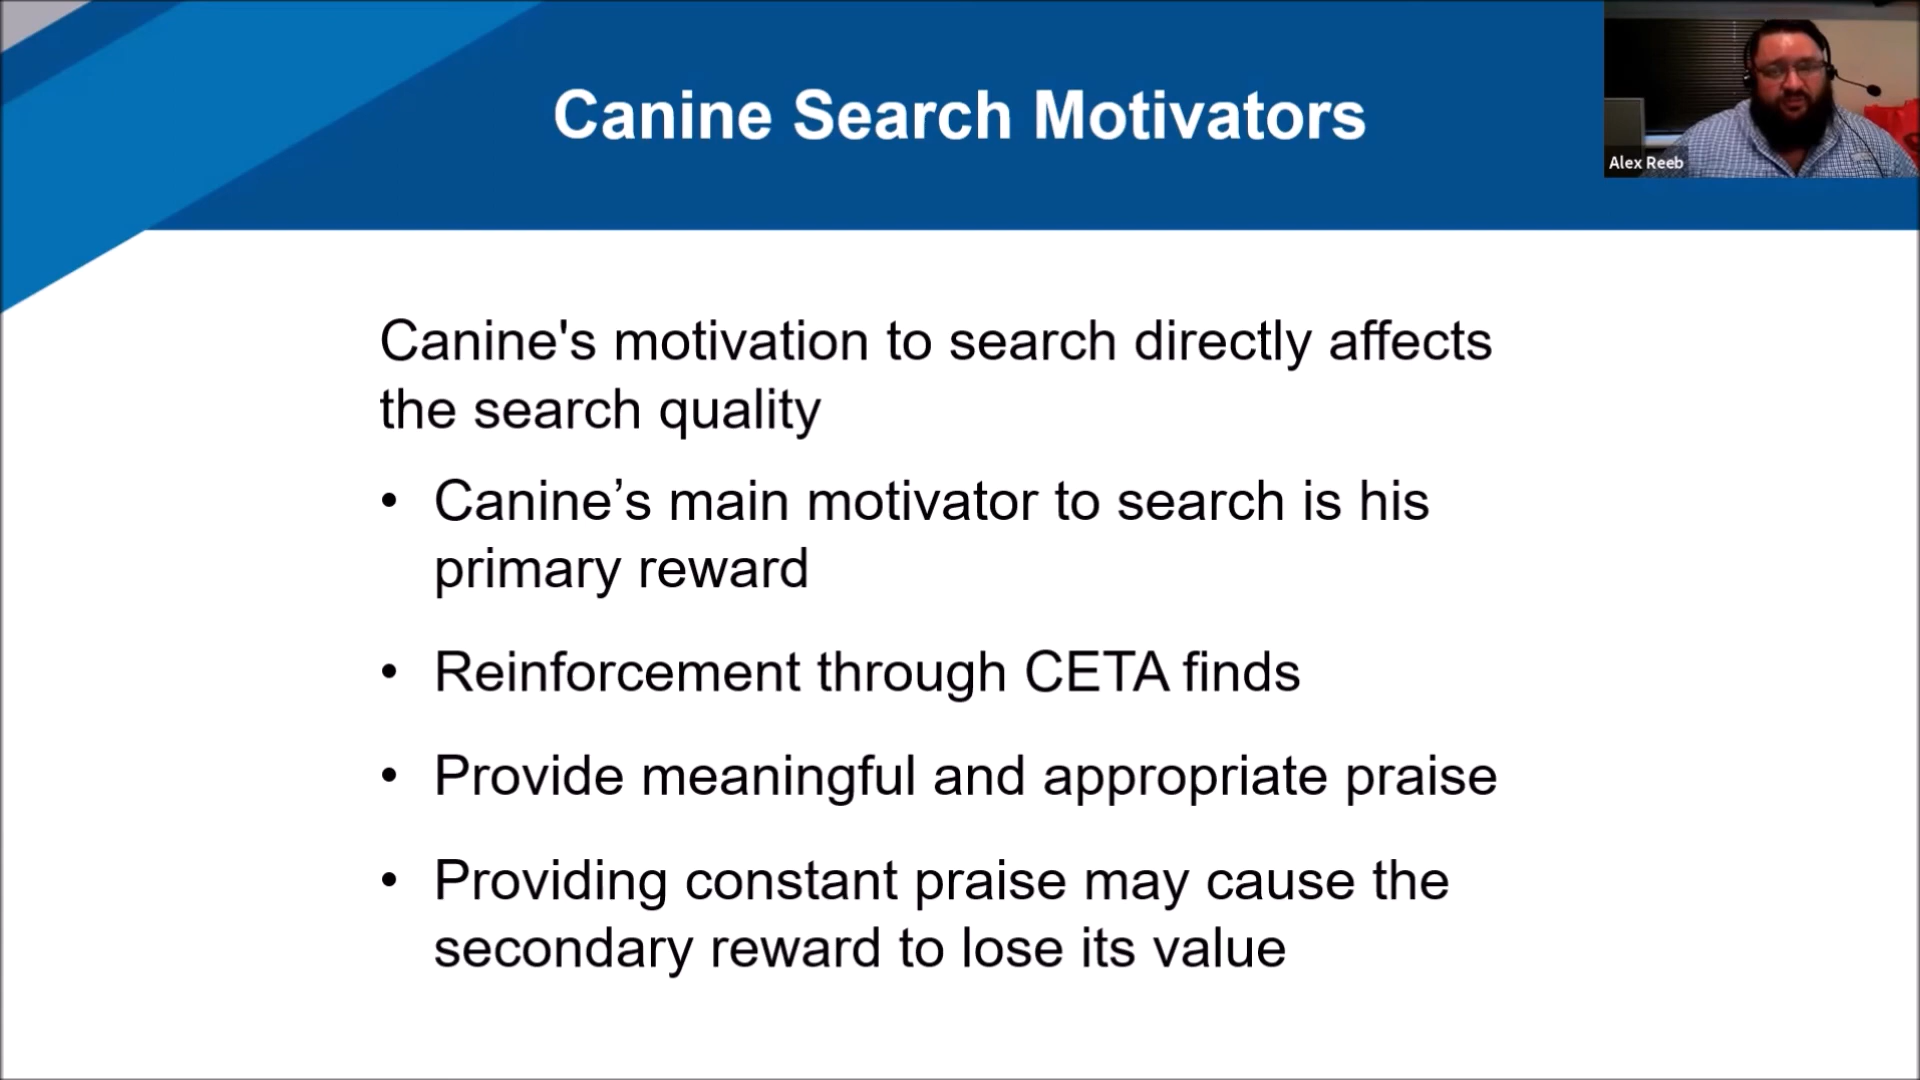 Canine Search Motivators
Alex Reeb
Canine's motivation to search directly affects
the search quality
• Canine’s main motivator to search is his
primary reward
• Reinforcement through CETA finds
• Provide meaningful and appropriate praise
• Providing constant praise may cause the
secondary reward to lose its value